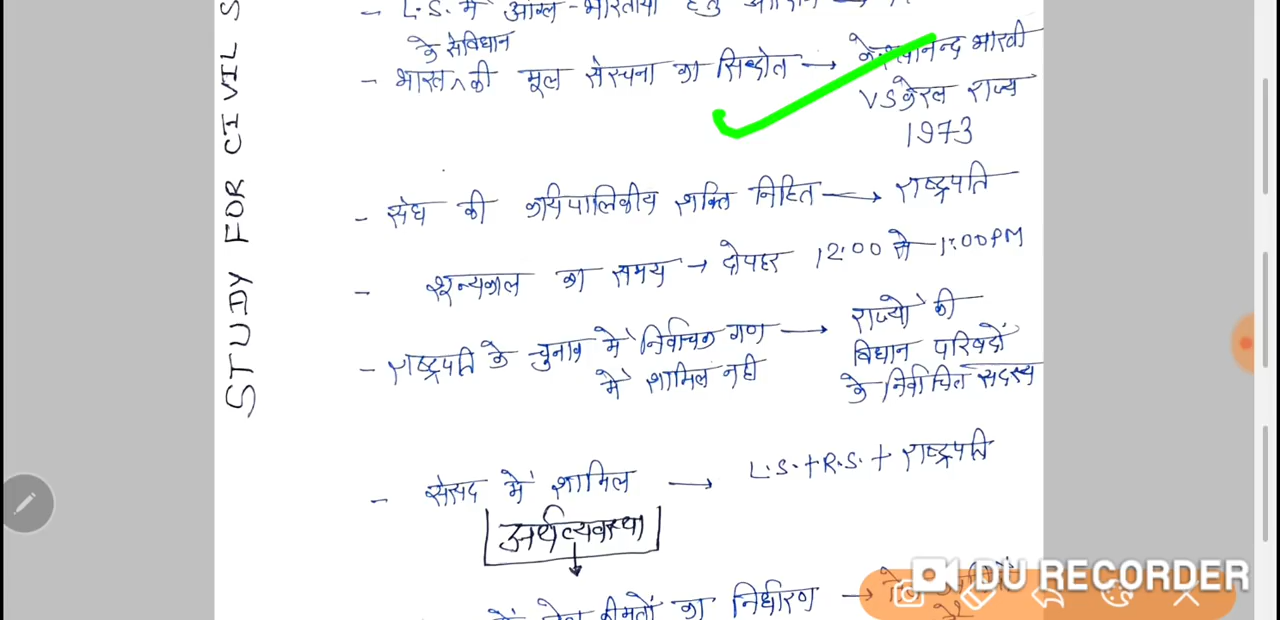 STUDY FOR CIVIL S
- L.S. में आंग्ल-भारतीयो हेतु
के संविधान
- भारत ^ की मूल संरचना का सिद्धांत → केशवानन्द भारती
VS केरल राज्य
1973
- संघ की कार्यपालिकीय शक्ति निहित → राष्ट्रपति
- शून्यकाल का समय → दोपहर 12:00 से 1:00PM
- राष्ट्रपति के चुनाव में निर्वाचक गण → राज्यो की
में शामिल नही
विधान परिषदों
के निर्वाचित सदस्य
- संसद में शामिल → L.S.+R.S.+ राष्ट्रपति
अर्थव्यवस्था
में तेल कीमतों का निर्धारण →
DU RECORDER